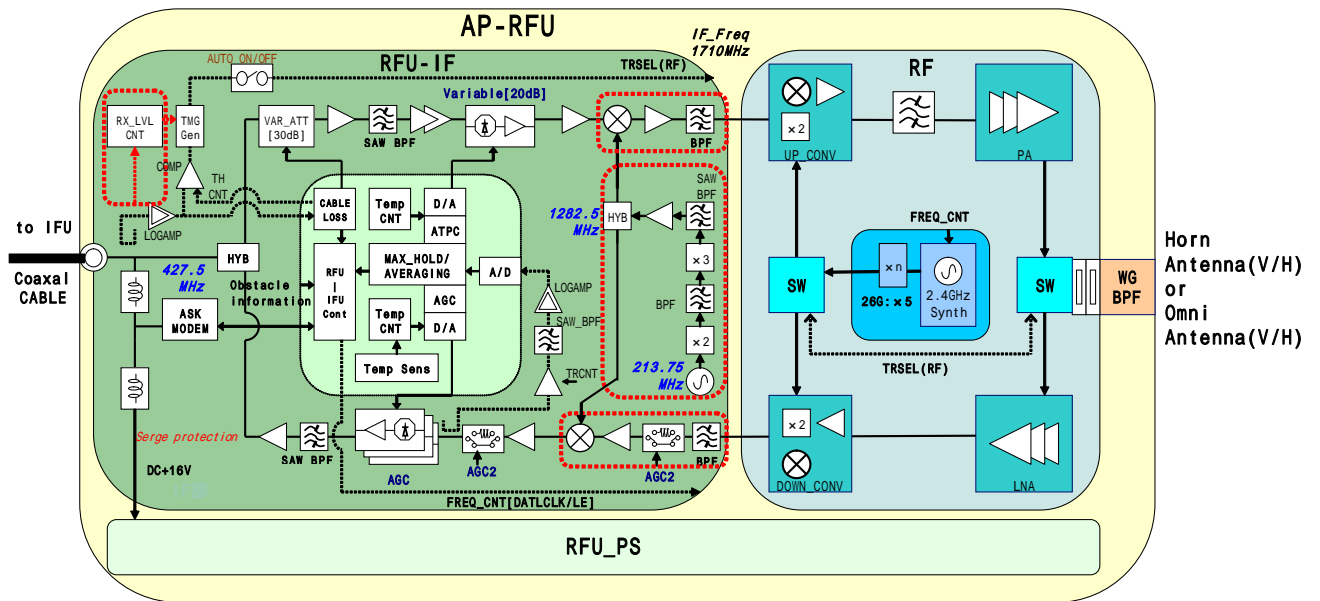 AP-RFU
IF_Freq
1710MHz
AUTO ON/OFF
RFU-IF
TRSEL(RF)
RF
Variable[20dB]
RX_LVL
CNT
TMG
Gen
VAR_ATT
[30dB]
SAW BPF
BPF
×2
UP_CONV
PA
COMP
TH
CNT
LOGAMP
CABLE
LOSS
Temp
CNT
D/A
ATPC
SAW
BPF
1282.5
MHz
HYB
FREQ_CNT
to IFU
Coaxal
CABLE
427.5
MHz
HYB
Obstacle
information
RFU
|
IFU
Cont
MAX_HOLD/
AVERAGING
A/D
×3
SW
×n
26G:×5
2.4GHz
Synth
SW
WG
BPF
Horn
Antenna(V/H)
or
Omni
Antenna(V/H)
ASK
MODEM
Temp
CNT
AGC
D/A
LOGAMP
SAW_BPF
BPF
×2
Temp Sens
TRCNT
213.75
MHz
TRSEL(RF)
Serge protection
SAW BPF
AGC
AGC2
AGC2
BPF
×2
DOWN_CONV
LNA
DC+16V
FREQ_CNT[DATLCLK/LE]
RFU_PS